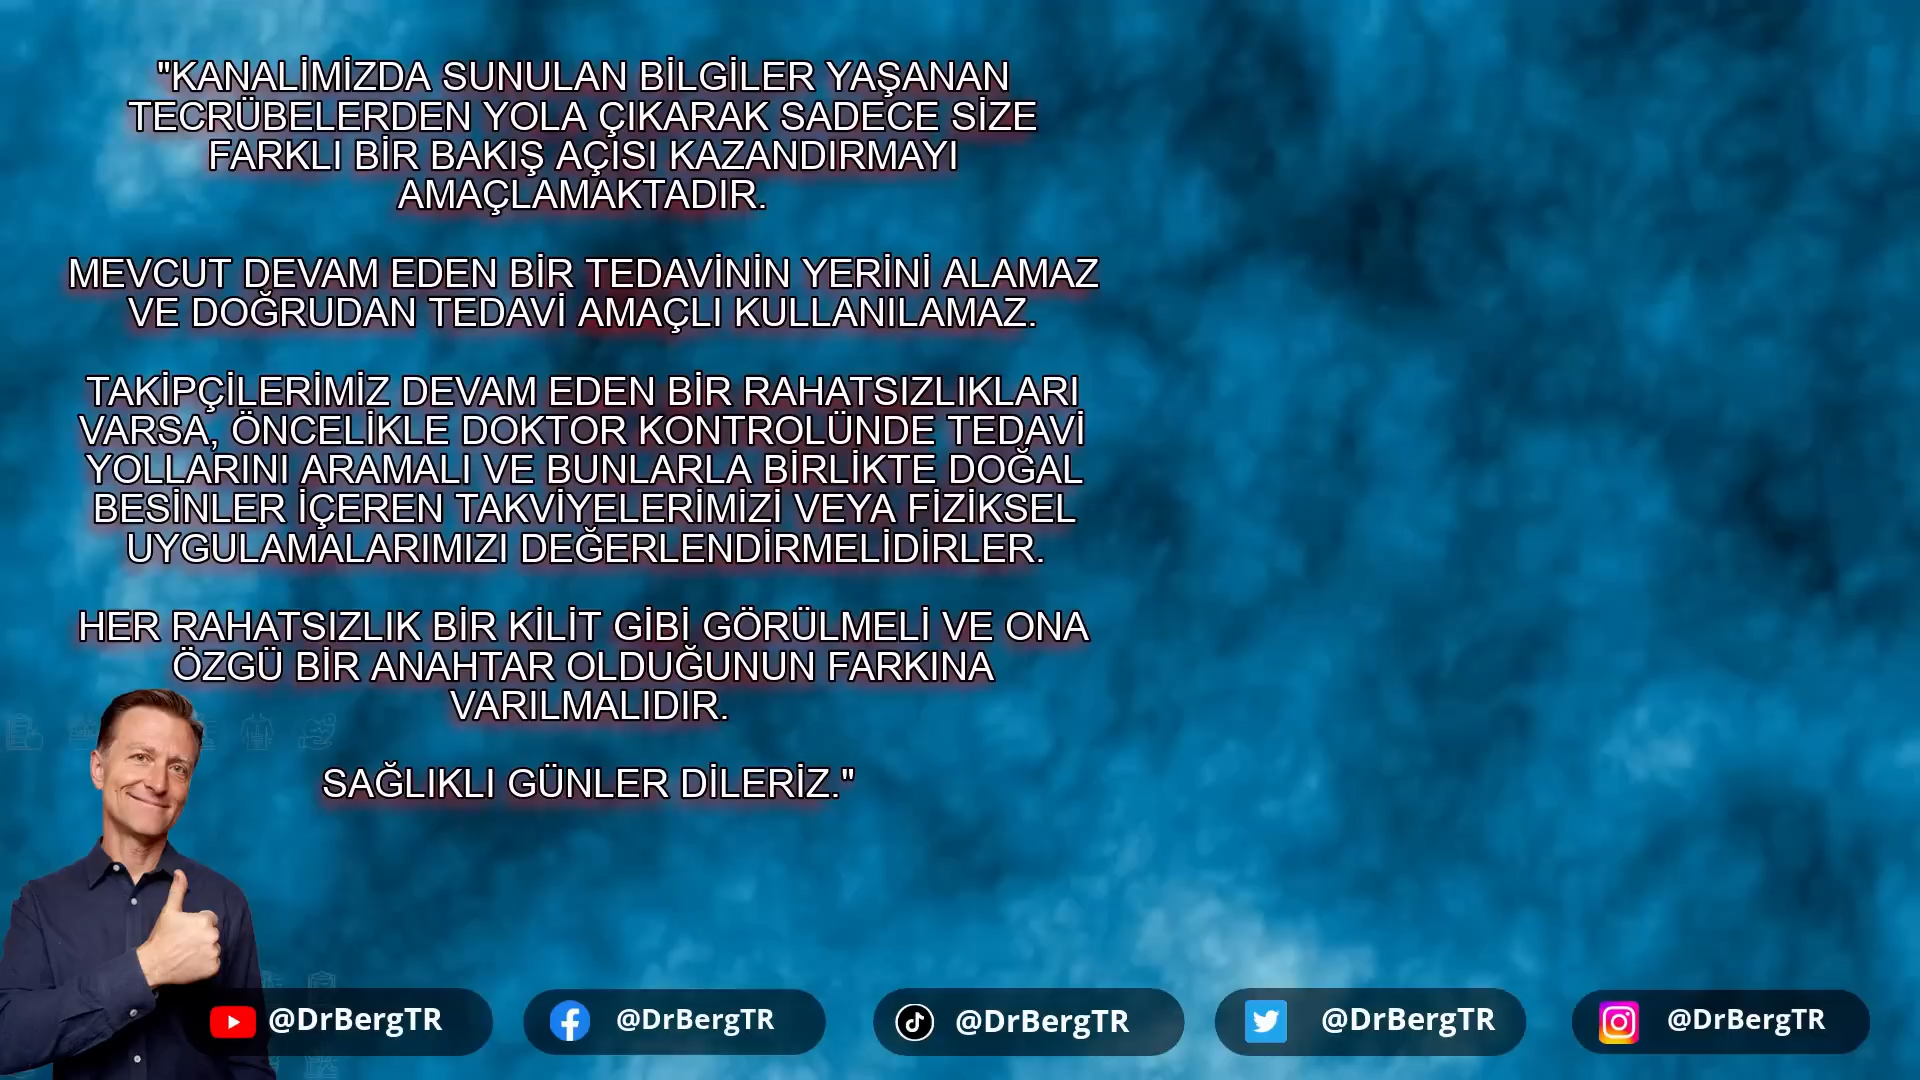 "KANALİMİZDA SUNULAN BİLGİLER YAŞANAN
TECRÜBELERDEN YOLA ÇIKARAK SADECE SİZE
FARKLI BİR BAKIŞ AÇISI KAZANDIRMAYI
AMAÇLAMAKTADIR.
MEVCUT DEVAM EDEN BİR TEDAVİNİN YERİNİ ALAMAZ
VE DOĞRUDAN TEDAVİ AMAÇLI KULLANILAMAZ.
TAKİPÇİLERİMİZ DEVAM EDEN BİR RAHATSIZLIKLARI
VARSA, ÖNCELİKLE DOKTOR KONTROLÜNDE TEDAVİ
YOLLARINI ARAMALI VE BUNLARLA BİRLİKTE DOĞAL
BESİNLER İÇEREN TAKVİYELERİMİZİ VEYA FİZİKSEL
UYGULAMALARIMIZI DEĞERLENDİRMELİDİRLER.
HER RAHATSIZLIK BİR KİLİT GİBİ GÖRÜLMELİ VE ONA
ÖZGÜ BİR ANAHTAR OLDUĞUNUN FARKINA
VARILMALIDIR.
SAĞLIKLI GÜNLER DİLERİZ."
@DrBergTR @DrBergTR @DrBergTR @DrBergTR @DrBergTR